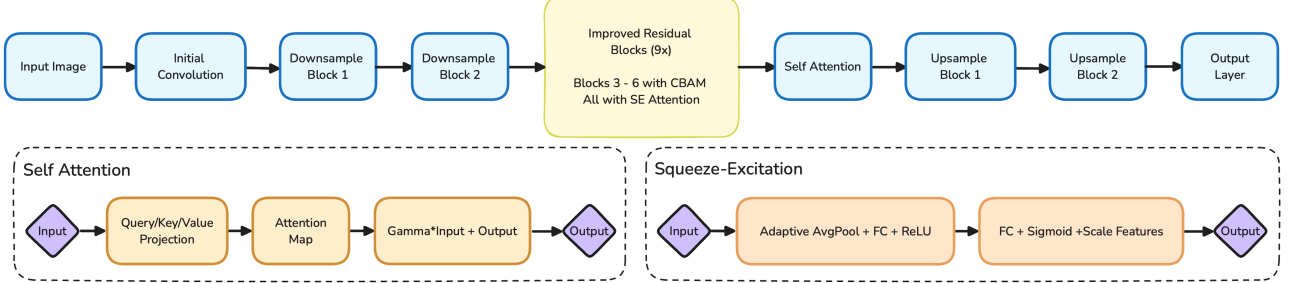 Input Image
Initial
Convolution
Downsample
Block 1
Downsample
Block 2
Improved Residual
Blocks (9x)
Blocks 3 - 6 with CBAM
All with SE Attention
Self Attention
Upsample
Block 1
Upsample
Block 2
Output
Layer
Self Attention
Input
Query/Key/Value
Projection
Attention
Map
Gamma*Input + Output
Output
Squeeze-Excitation
Input
Adaptive AvgPool + FC + ReLU
FC + Sigmoid +Scale Features
Output